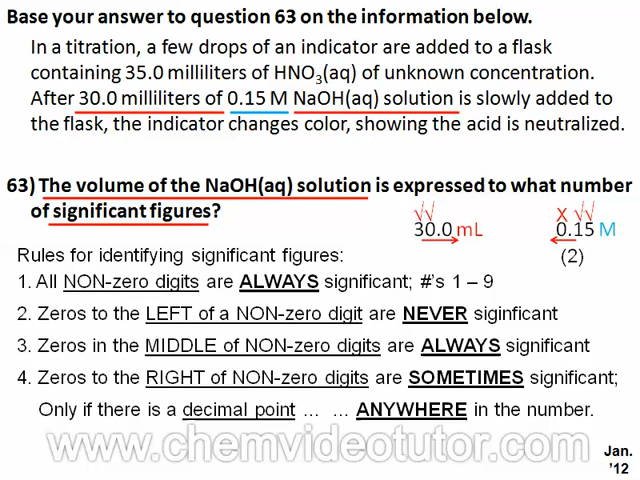 Base your answer to question 63 on the information below.
In a titration, a few drops of an indicator are added to a flask
containing 35.0 milliliters of HNO₃(aq) of unknown concentration.
After 30.0 milliliters of 0.15 M NaOH(aq) solution is slowly added to
the flask, the indicator changes color, showing the acid is neutralized.
63) The volume of the NaOH(aq) solution is expressed to what number
of significant figures?
√√ X √√
30.0 mL 0.15 M
Rules for identifying significant figures: (2)
1. All NON-zero digits are ALWAYS significant; #'s 1 – 9
2. Zeros to the LEFT of a NON-zero digit are NEVER siginficant
3. Zeros in the MIDDLE of NON-zero digits are ALWAYS significant
4. Zeros to the RIGHT of NON-zero digits are SOMETIMES significant;
Only if there is a decimal point … … ANYWHERE in the number.
www.chemvideotutor.com
Jan.
'12